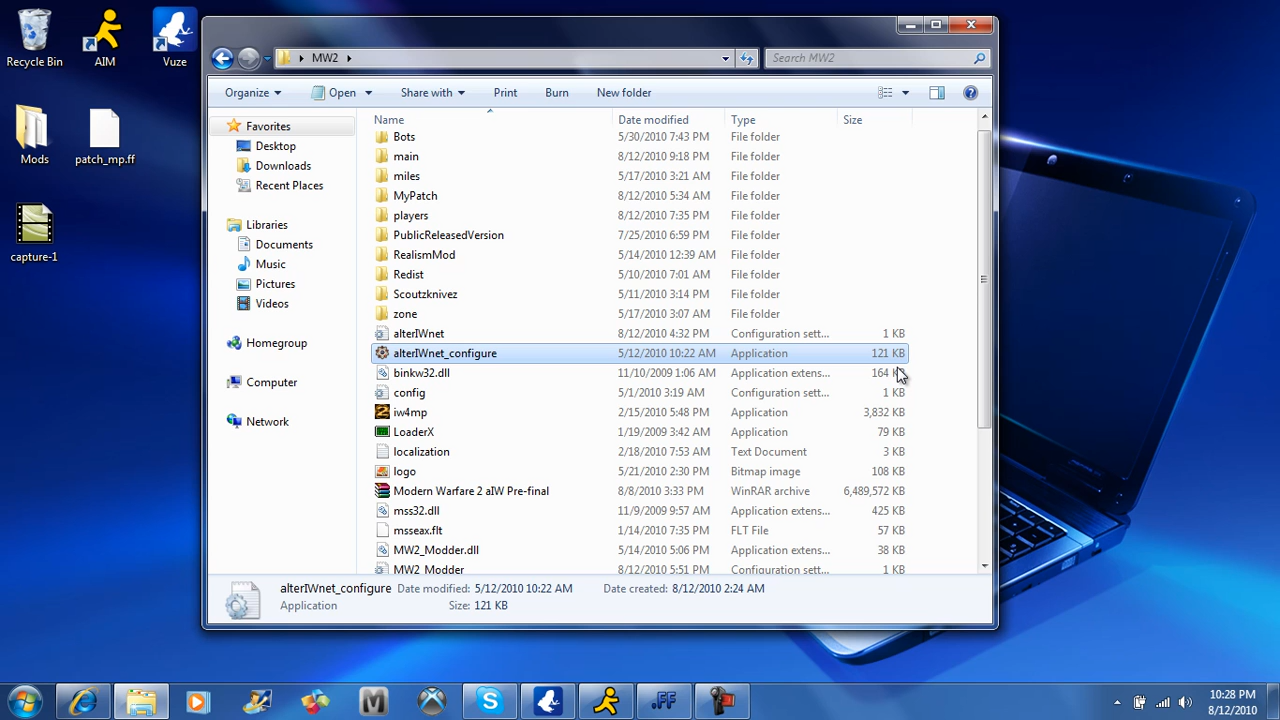 Recycle Bin
AIM
Vuze
Mods
patch_mp.ff
capture-1
MW2
Search MW2
Organize
Open
Share with
Print
Burn
New folder
Favorites
Desktop
Downloads
Recent Places
Libraries
Documents
Music
Pictures
Videos
Homegroup
Computer
Network
Name Date modified Type Size
Bots 5/30/2010 7:43 PM File folder
main 8/12/2010 9:18 PM File folder
miles 5/17/2010 3:21 AM File folder
MyPatch 8/12/2010 5:34 AM File folder
players 8/12/2010 7:35 PM File folder
PublicReleasedVersion 7/25/2010 6:59 PM File folder
RealismMod 5/14/2010 12:39 AM File folder
Redist 5/10/2010 7:01 AM File folder
Scoutzknivez 5/11/2010 3:14 PM File folder
zone 5/17/2010 3:07 AM File folder
alterIWnet 8/12/2010 4:32 PM Configuration sett... 1 KB
alterIWnet_configure 5/12/2010 10:22 AM Application 121 KB
binkw32.dll 11/10/2009 1:06 AM Application extens... 164
config 5/1/2010 3:19 AM Configuration sett... 1 KB
iw4mp 2/15/2010 5:48 PM Application 3,832 KB
LoaderX 1/19/2009 3:42 AM Application 79 KB
localization 2/18/2010 7:53 AM Text Document 3 KB
logo 5/21/2010 2:30 PM Bitmap image 108 KB
Modern Warfare 2 aIW Pre-final 8/8/2010 3:33 PM WinRAR archive 6,489,572 KB
mss32.dll 11/9/2009 9:57 AM Application extens... 425 KB
msseax.flt 1/14/2010 7:35 PM FLT File 57 KB
MW2_Modder.dll 5/14/2010 5:06 PM Application extens... 38 KB
MW2_Modder 8/12/2010 5:51 PM Configuration sett... 1 KB
alterIWnet_configure Date modified: 5/12/2010 10:22 AM Date created: 8/12/2010 2:24 AM
Application Size: 121 KB
.FF
10:28 PM
8/12/2010